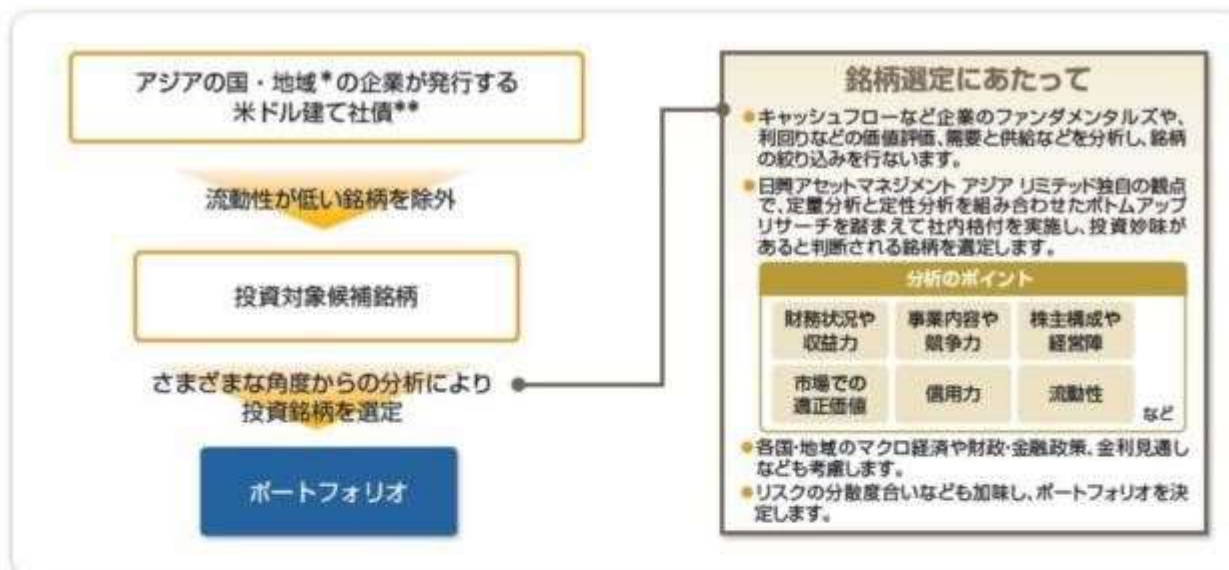 アジアの国・地域*の企業が発行する
米ドル建て社債**
流動性が低い銘柄を除外
投資対象候補銘柄
さまざまな角度からの分析により
投資銘柄を選定
ポートフォリオ
銘柄選定にあたって
●キャッシュフローなど企業のファンダメンタルズや、
利回りなどの価値評価、需要と供給などを分析し、銘柄
の絞り込みを行ないます。
●日興アセットマネジメント アジア リミテッド独自の観点
で、定量分析と定性分析を組み合わせたボトムアップ
リサーチを踏まえて社内格付を実施し、投資妙味が
あると判断される銘柄を選定します。
分析のポイント
財務状況や
収益力
事業内容や
競争力
株主構成や
経営陣
市場での
適正価値
信用力
流動性
など
●各国・地域のマクロ経済や財政・金融政策、金利見通し
なども考慮します。
●リスクの分散度合いなども加味し、ポートフォリオを決
定します。